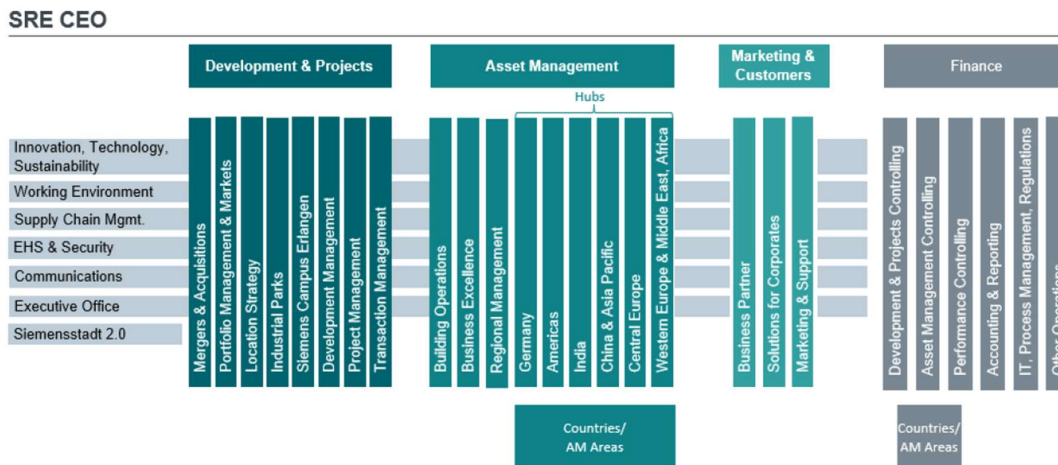 SRE CEO
Development & Projects
Asset Management
Marketing &
Customers
Finance
Hubs
Innovation, Technology,
Sustainability
Working Environment
Supply Chain Mgmt.
EHS & Security
Communications
Executive Office
Siemensstadt 2.0
Mergers & Acquisitions
Portfolio Management & Markets
Location Strategy
Industrial Parks
Siemens Campus Erlangen
Development Management
Project Management
Transaction Management
Building Operations
Business Excellence
Regional Management
Germany
Americas
India
China & Asia Pacific
Central Europe
Western Europe & Middle East, Africa
Business Partner
Solutions for Corporates
Marketing & Support
Development & Projects Controlling
Asset Management Controlling
Performance Controlling
Accounting & Reporting
IT, Process Management, Regulations
Other Operations
Countries/
AM Areas
Countries/
AM Areas